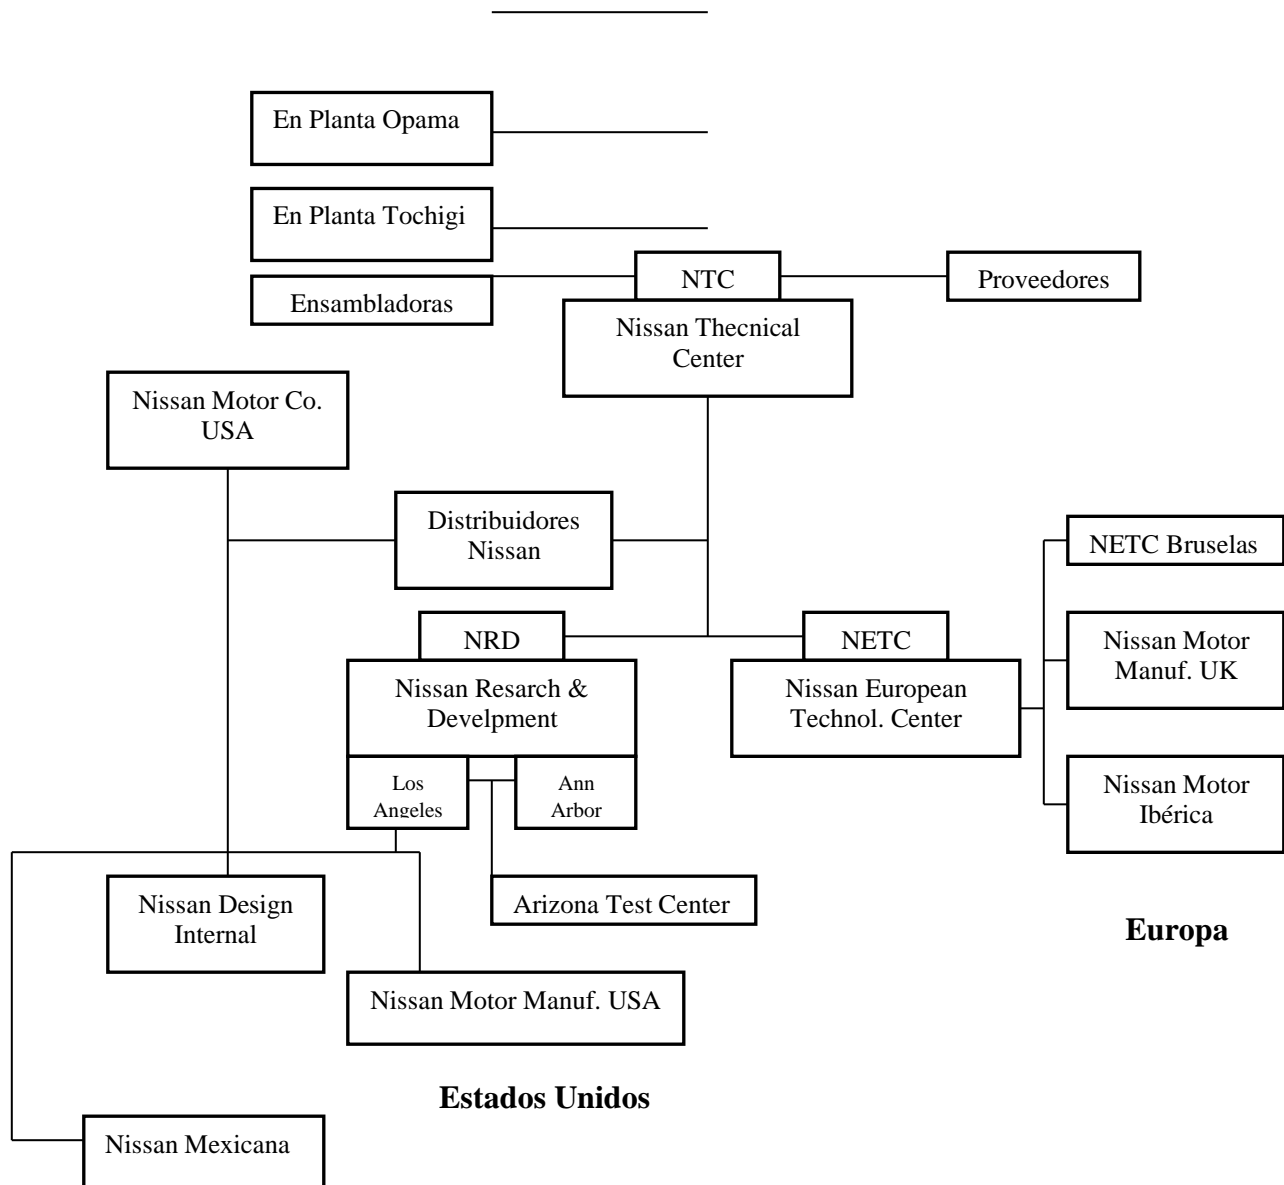 En Planta Opama
En Planta Tochigi
NTC
Proveedores
Ensambladoras
Nissan Thecnical
Center
Nissan Motor Co.
USA
Distribuidores
Nissan
NETC Bruselas
NRD
NETC
Nissan Motor
Manuf. UK
Nissan Resarch &
Develpment
Nissan European
Technol. Center
Los
Angeles
Ann
Arbor
Nissan Motor
Ibérica
Nissan Design
Internal
Arizona Test Center
Europa
Nissan Motor Manuf. USA
Estados Unidos
Nissan Mexicana